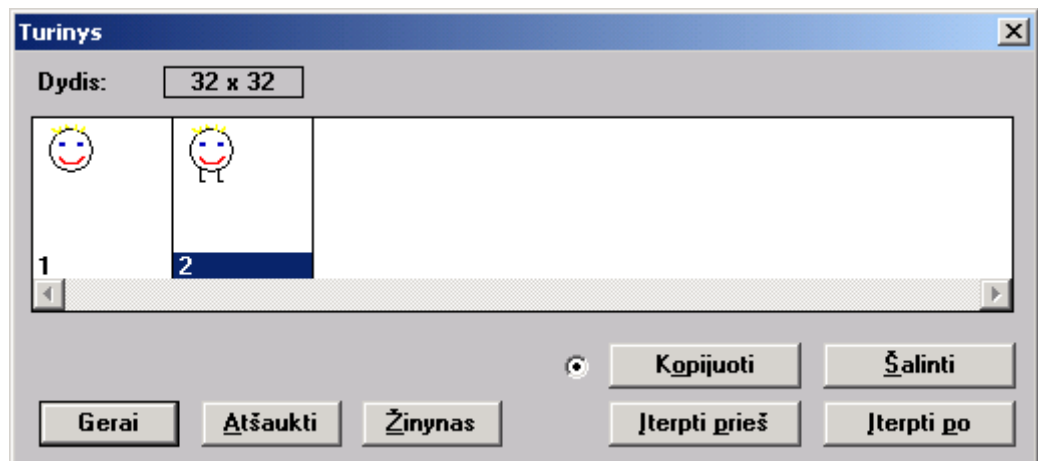 Turinys
Dydis: 32 x 32
1 2
Kopijuoti Šalinti
Gerai Atšaukti Žinynas Įterpti prieš Įterpti po